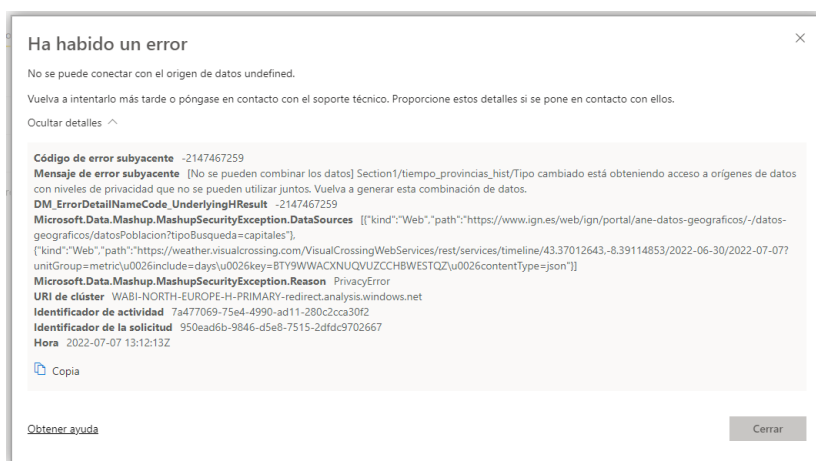 Ha habido un error
No se puede conectar con el origen de datos undefined.
Vuelva a intentarlo más tarde o póngase en contacto con el soporte técnico. Proporcione estos detalles si se pone en contacto con ellos.
Ocultar detalles
Código de error subyacente -2147467259
Mensaje de error subyacente [No se pueden combinar los datos] Section1/tiempo_provincias_hist/Tipo cambiado está obteniendo acceso a orígenes de datos
con niveles de privacidad que no se pueden utilizar juntos. Vuelva a generar esta combinación de datos.
DM_ErrorDetailNameCode_UnderlyingHResult -2147467259
Microsoft.Data.Mashup.MashupSecurityException.DataSources [{"kind":"Web","path":"https://www.ign.es/web/ign/portal/ane-datos-geograficos/-/datos-
geograficos/datosPoblacion?tipoBusqueda=capitales"},
{"kind":"Web","path":"https://weather.visualcrossing.com/VisualCrossingWebServices/rest/services/timeline/43.37012643,-8.39114853/2022-06-30/2022-07-07?
unitGroup=metric\u0026include=days\u0026key=BTY9WWACXNUQVUZCCHBWESTQZ\u0026contentType=json"}]
Microsoft.Data.Mashup.MashupSecurityException.Reason PrivacyError
URI de clúster WABI-NORTH-EUROPE-H-PRIMARY-redirect.analysis.windows.net
Identificador de actividad 7a477069-75e4-4990-ad11-280c2cca30f2
Identificador de la solicitud 950ead6b-9846-d5e8-7515-2dfdc9702667
Hora 2022-07-07 13:12:13Z
Copia
Obtener ayuda
Cerrar